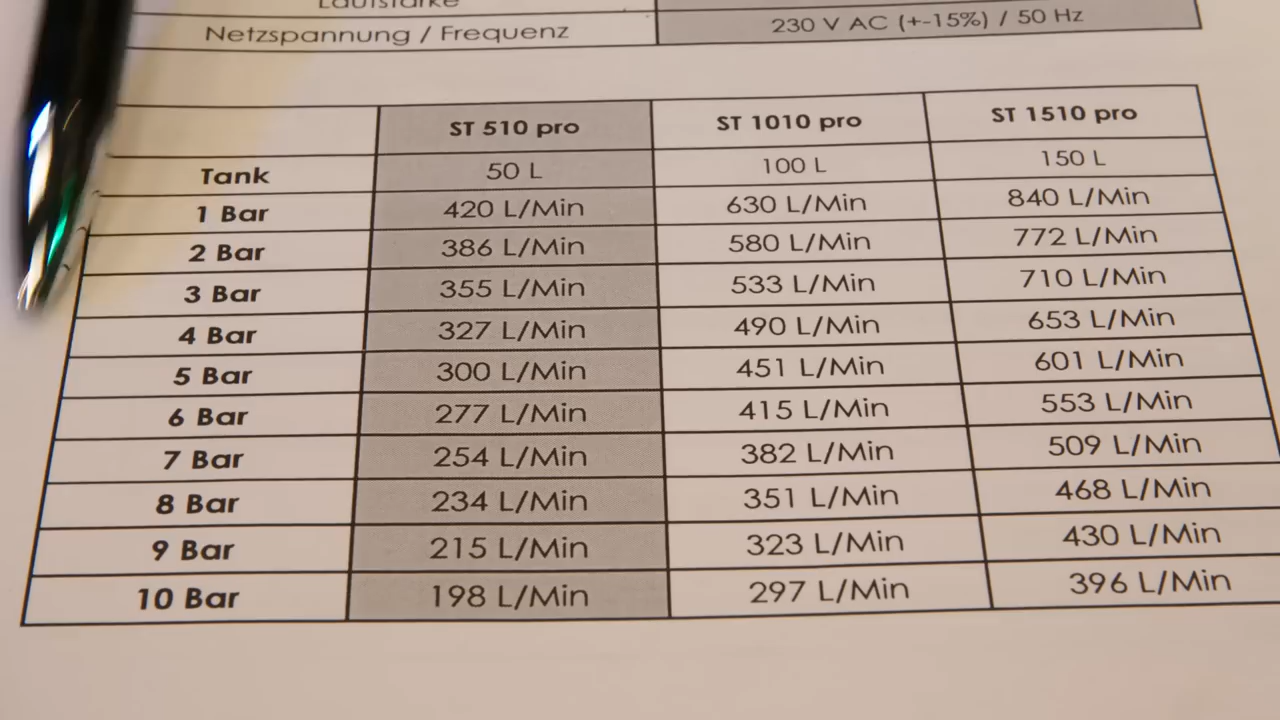 Netzspannung / Frequenz 230 V AC (+-15%) / 50 Hz
ST 510 pro ST 1010 pro ST 1510 pro
Tank 50 L 100 L 150 L
1 Bar 420 L/Min 630 L/Min 840 L/Min
2 Bar 386 L/Min 580 L/Min 772 L/Min
3 Bar 355 L/Min 533 L/Min 710 L/Min
4 Bar 327 L/Min 490 L/Min 653 L/Min
5 Bar 300 L/Min 451 L/Min 601 L/Min
6 Bar 277 L/Min 415 L/Min 553 L/Min
7 Bar 254 L/Min 382 L/Min 509 L/Min
8 Bar 234 L/Min 351 L/Min 468 L/Min
9 Bar 215 L/Min 323 L/Min 430 L/Min
10 Bar 198 L/Min 297 L/Min 396 L/Min